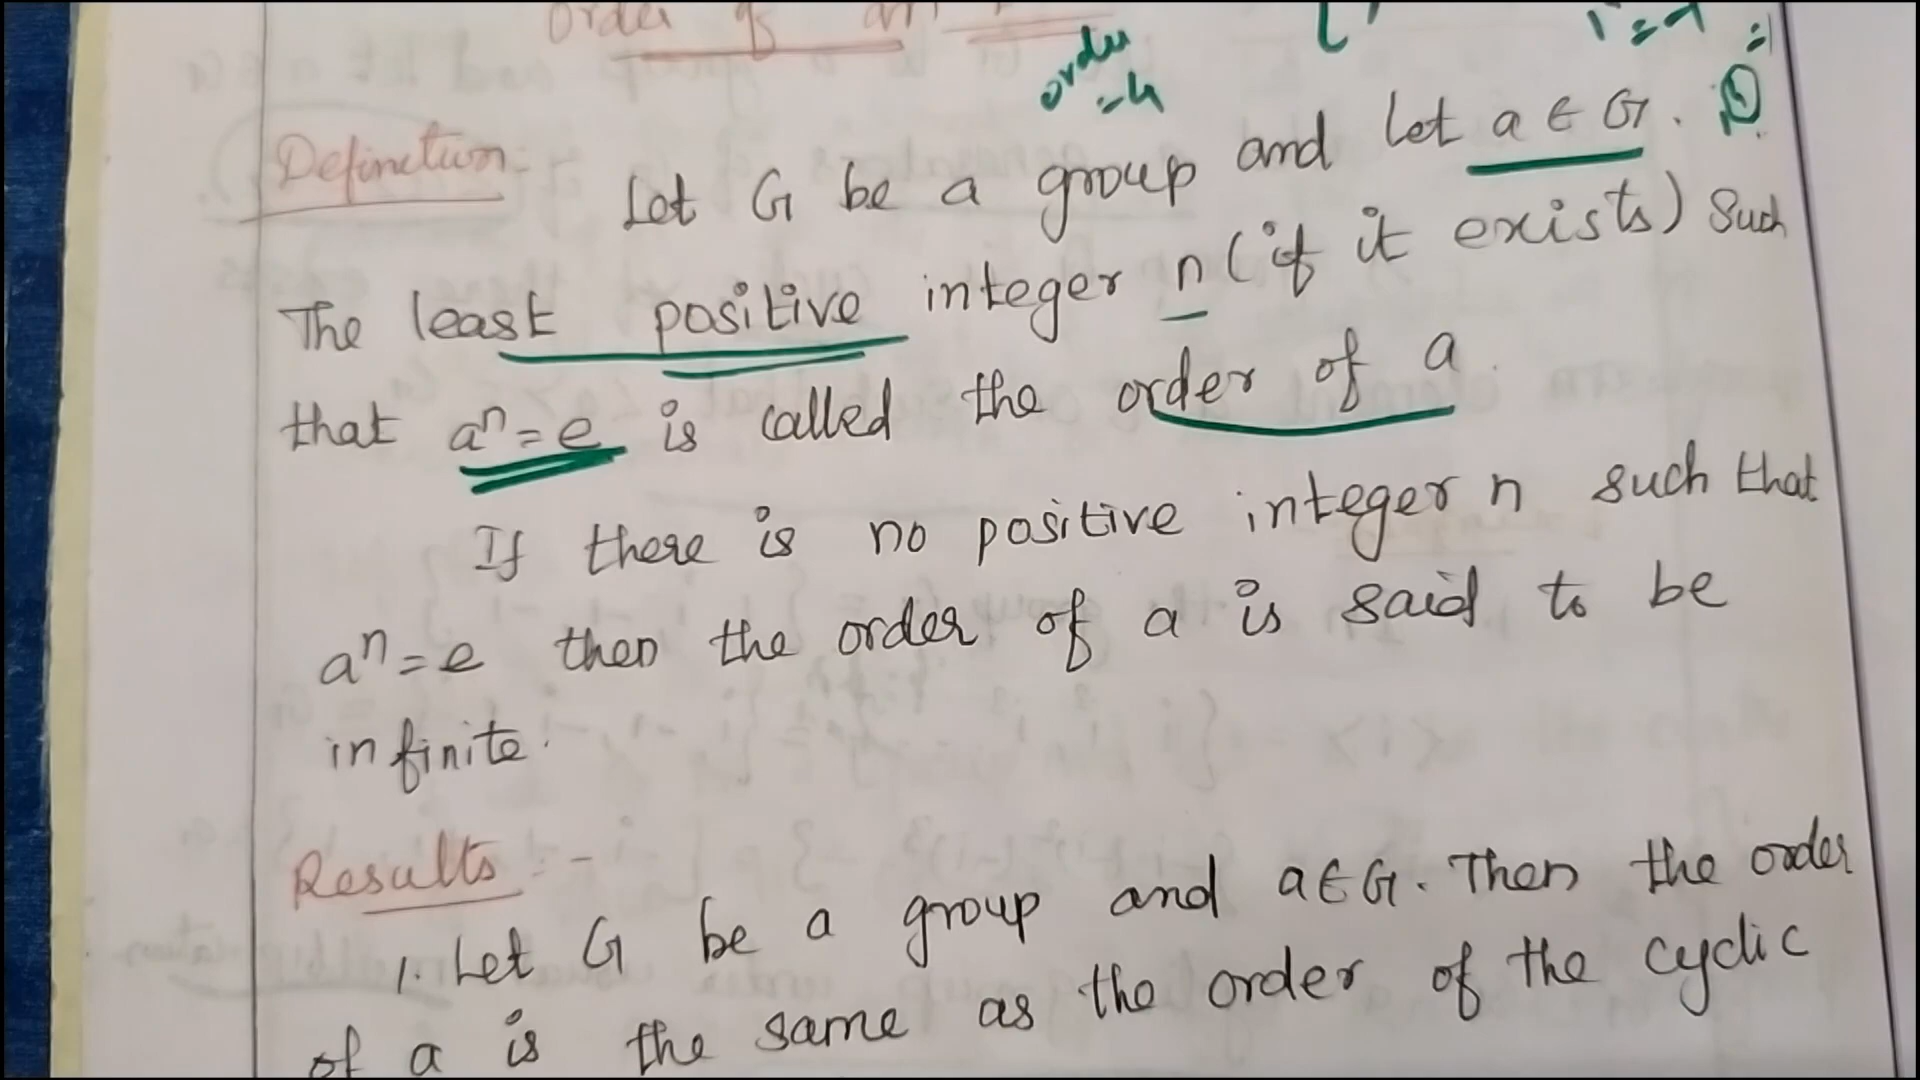 order of an
order
=4
Definition:-
Let G be a group and let a ∈ G.
The least positive integer n (if it exists) such
that aⁿ=e is called the order of a.
If there is no positive integer n such that
aⁿ=e then the order of a is said to be
infinite.
Results:-
1. Let G be a group and a∈G. Then the order
of a is the same as the order of the cyclic